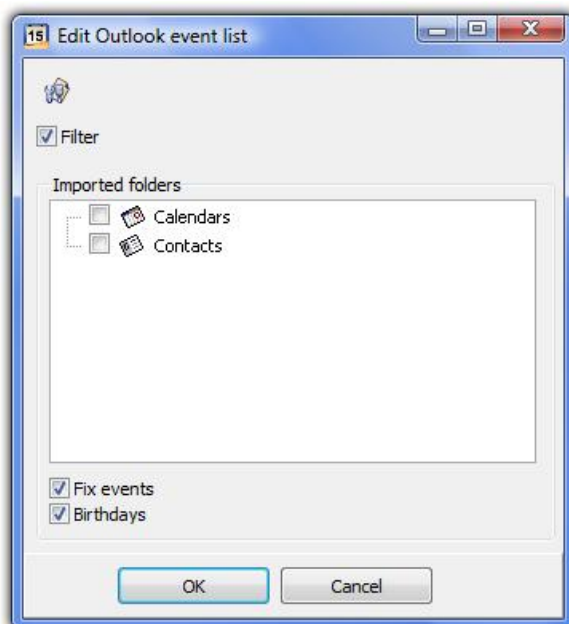 15 Edit Outlook event list
Filter
Imported folders
Calendars
Contacts
Fix events
Birthdays
OK Cancel